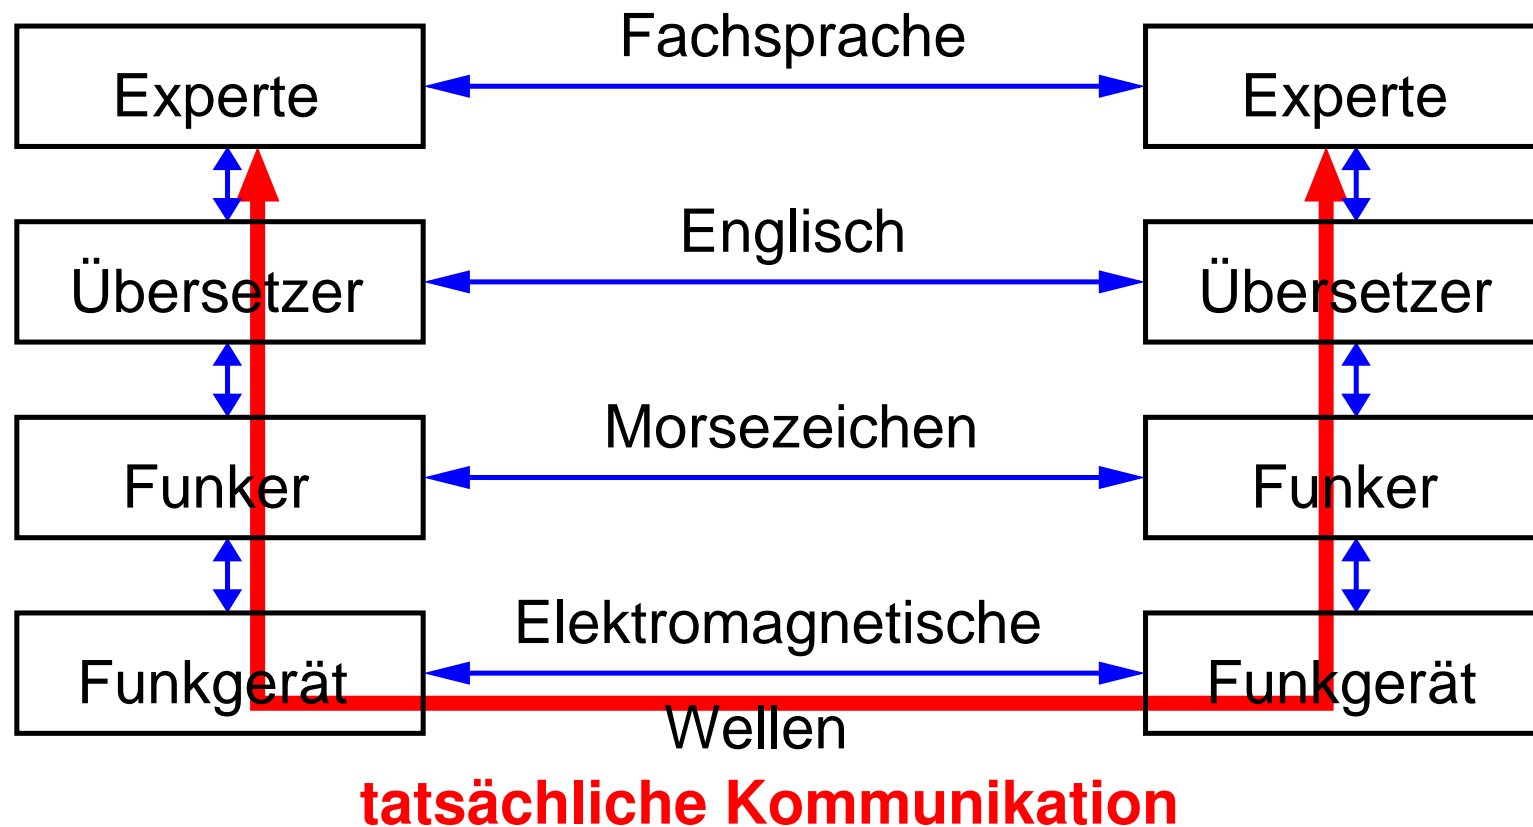 Fachsprache
Experte Experte
Englisch
Übersetzer Übersetzer
Morsezeichen
Funker Funker
Elektromagnetische
Funkgerät Funkgerät
Wellen
tatsächliche Kommunikation